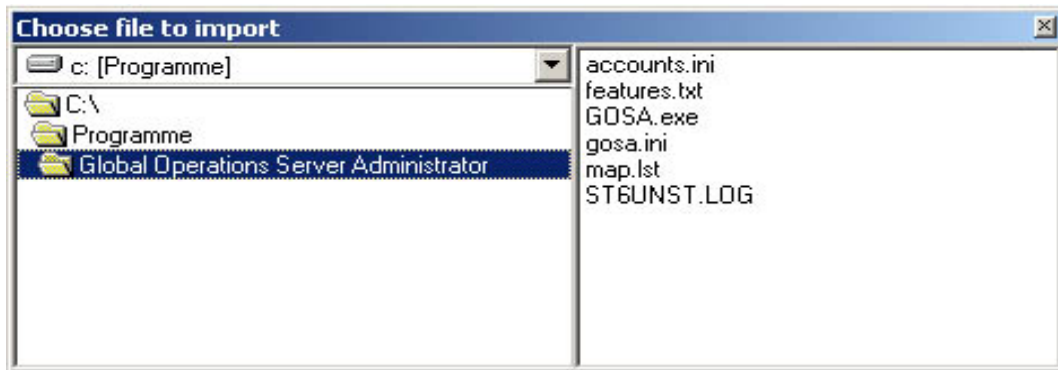 Choose file to import
c: [Programme]
C:\
Programme
Global Operations Server Administrator
accounts.ini
features.txt
GOSA.exe
gosa.ini
map.lst
ST6UNST.LOG